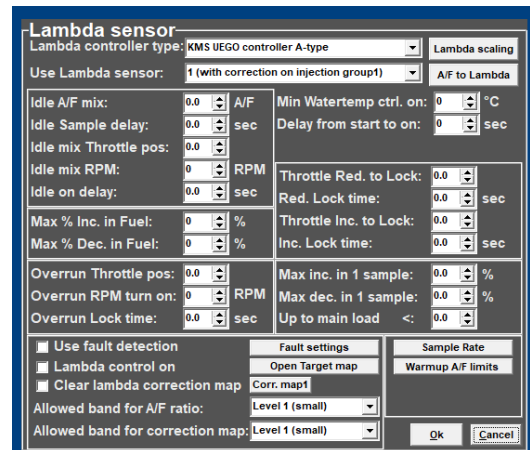 Lambda sensor
Lambda controller type: KMS UEGO controller A-type Lambda scaling
Use Lambda sensor: 1 (with correction on injection group1) A/F to Lambda
Idle A/F mix: 0.0 A/F
Idle Sample delay: 0.0 sec
Idle mix Throttle pos: 0.0
Idle mix RPM: 0 RPM
Idle on delay: 0.0 sec
Min Watertemp ctrl. on: 0 °C
Delay from start to on: 0 sec
Throttle Red. to Lock: 0.0
Red. Lock time: 0.0 sec
Throttle Inc. to Lock: 0.0
Inc. Lock time: 0.0 sec
Max % Inc. in Fuel: 0 %
Max % Dec. in Fuel: 0 %
Overrun Throttle pos: 0.0
Overrun RPM turn on: 0 RPM
Overrun Lock time: 0.0 sec
Max inc. in 1 sample: 0.0 %
Max dec. in 1 sample: 0.0 %
Up to main load <: 0.0
Use fault detection Fault settings
Lambda control on Open Target map
Clear lambda correction map Corr. map1
Allowed band for A/F ratio: Level 1 (small)
Allowed band for correction map: Level 1 (small)
Sample Rate
Warmup A/F limits
Ok Cancel